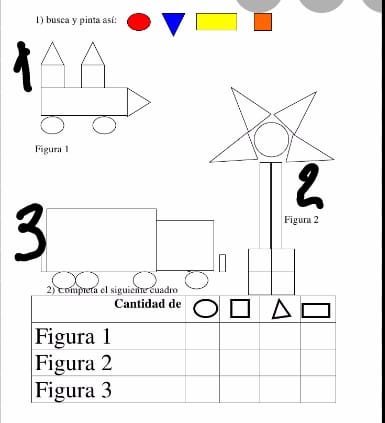 1) busca y pinta así:
1
Figura 1
2
Figura 2
3
2) Completa el siguiente cuadro
Cantidad de
Figura 1
Figura 2
Figura 3